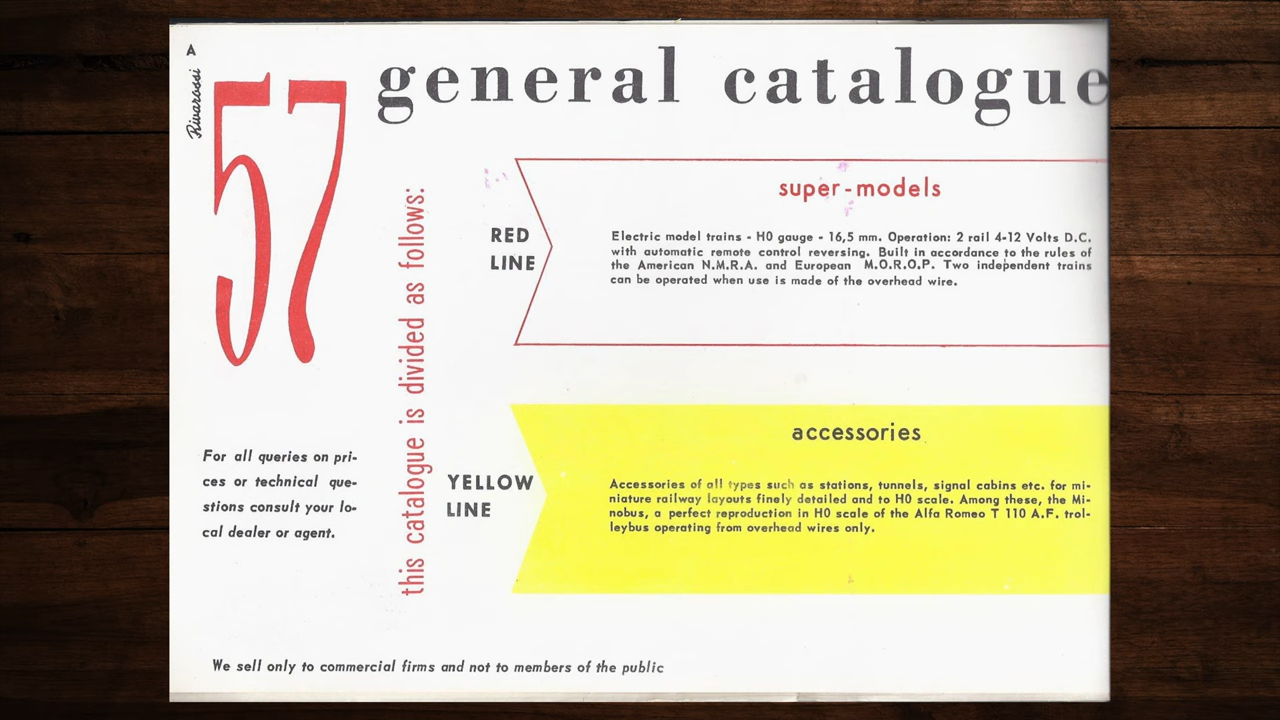 A
Rivarossi
57
general catalogue
this catalogue is divided as follows:
RED
LINE
super-models
Electric model trains - H0 gauge - 16,5 mm. Operation: 2 rail 4-12 Volts D.C.
with automatic remote control reversing. Built in accordance to the rules of
the American N.M.R.A. and European M.O.R.O.P. Two independent trains
can be operated when use is made of the overhead wire.
YELLOW
LINE
accessories
Accessories of all types such as stations, tunnels, signal cabins etc. for mi-
niature railway layouts finely detailed and to H0 scale. Among these, the Mi-
nobus, a perfect reproduction in H0 scale of the Alfa Romeo T 110 A.F. trol-
leybus operating from overhead wires only.
For all queries on pri-
ces or technical que-
stions consult your lo-
cal dealer or agent.
We sell only to commercial firms and not to members of the public